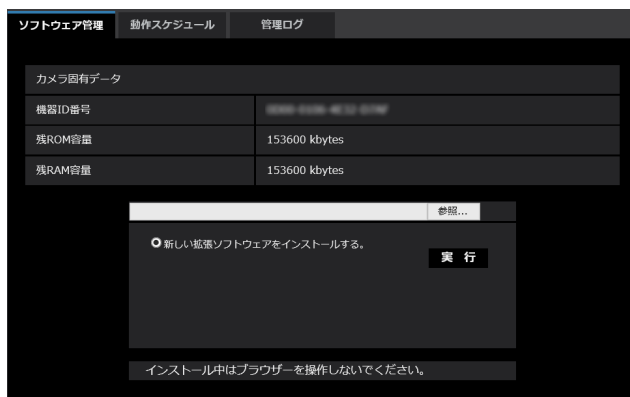 ソフトウェア管理 動作スケジュール 管理ログ
カメラ固有データ
機器ID番号
残ROM容量 153600 kbytes
残RAM容量 153600 kbytes
参照...
新しい拡張ソフトウェアをインストールする。
実 行
インストール中はブラウザーを操作しないでください。